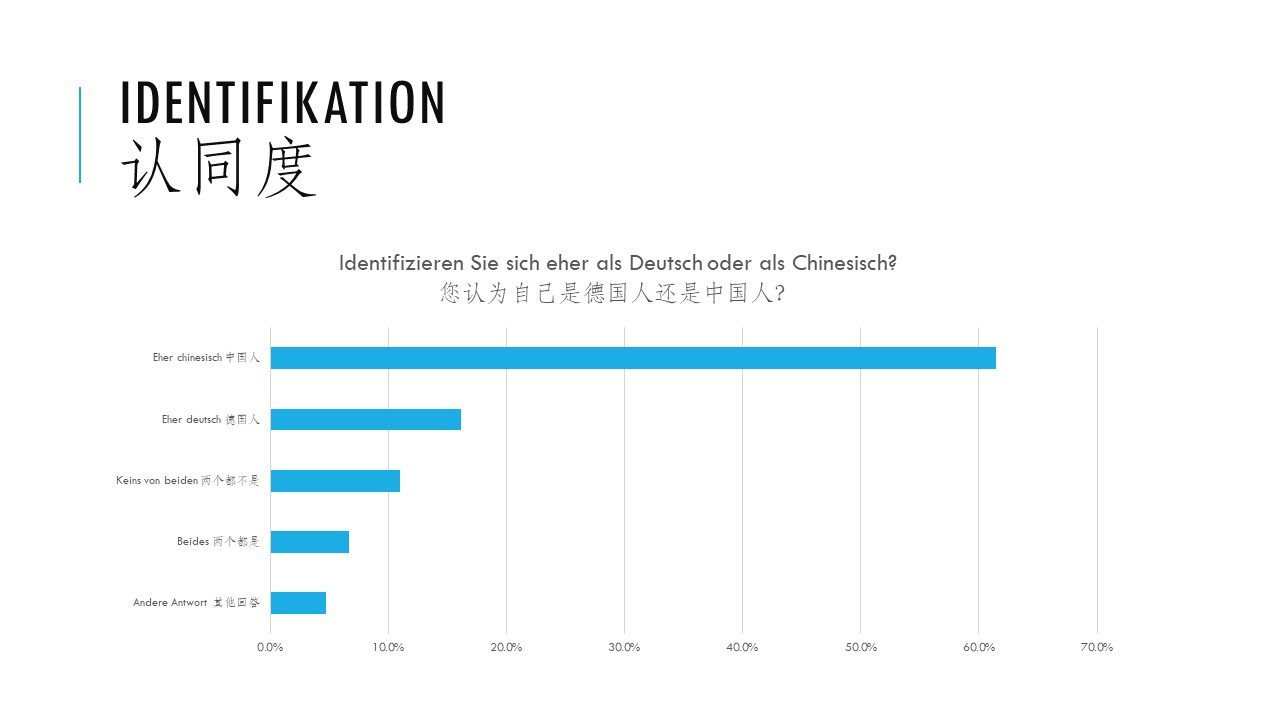 IDENTIFIKATION
认同度
Identifizieren Sie sich eher als Deutsch oder als Chinesisch?
您认为自己是德国人还是中国人?
Eher chinesisch 中国人
Eher deutsch 德国人
Keins von beiden 两个都不是
Beides 两个都是
Andere Antwort 其他回答
0.0% 10.0% 20.0% 30.0% 40.0% 50.0% 60.0% 70.0%